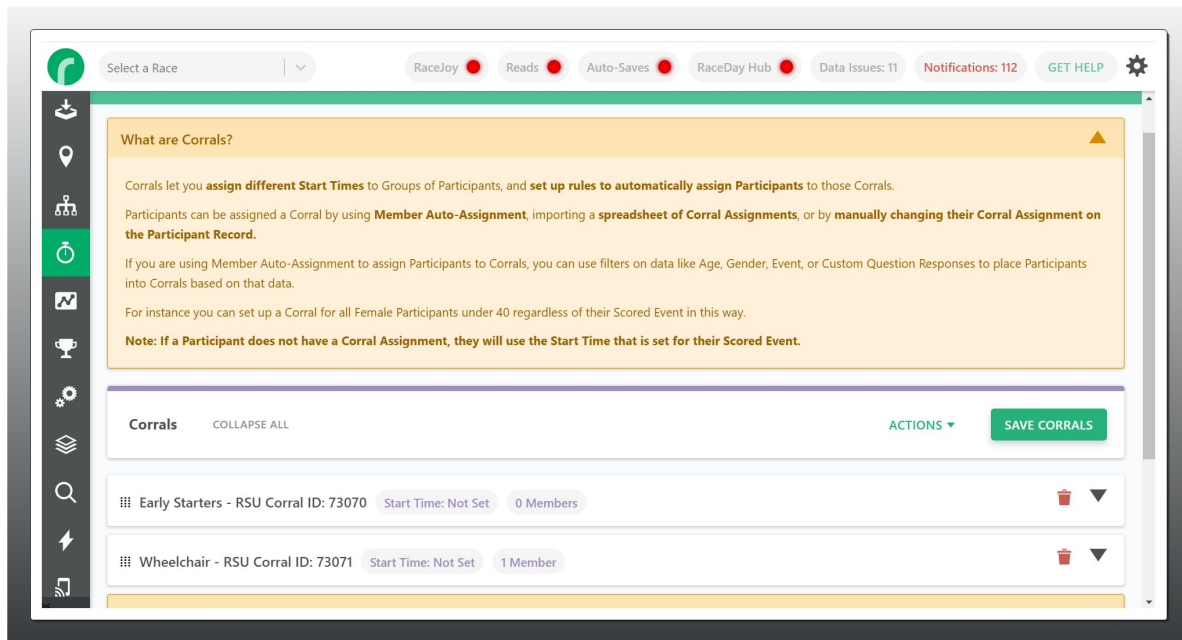 Select a Race
RaceJoy
Reads
Auto-Saves
RaceDay Hub
Data Issues: 11
Notifications: 112
GET HELP
What are Corrals?
Corrals let you assign different Start Times to Groups of Participants, and set up rules to automatically assign Participants to those Corrals.
Participants can be assigned a Corral by using Member Auto-Assignment, importing a spreadsheet of Corral Assignments, or by manually changing their Corral Assignment on
the Participant Record.
If you are using Member Auto-Assignment to assign Participants to Corrals, you can use filters on data like Age, Gender, Event, or Custom Question Responses to place Participants
into Corrals based on that data.
For instance you can set up a Corral for all Female Participants under 40 regardless of their Scored Event in this way.
Note: If a Participant does not have a Corral Assignment, they will use the Start Time that is set for their Scored Event.
Corrals
COLLAPSE ALL
ACTIONS
SAVE CORRALS
Early Starters - RSU Corral ID: 73070
Start Time: Not Set
0 Members
Wheelchair - RSU Corral ID: 73071
Start Time: Not Set
1 Member